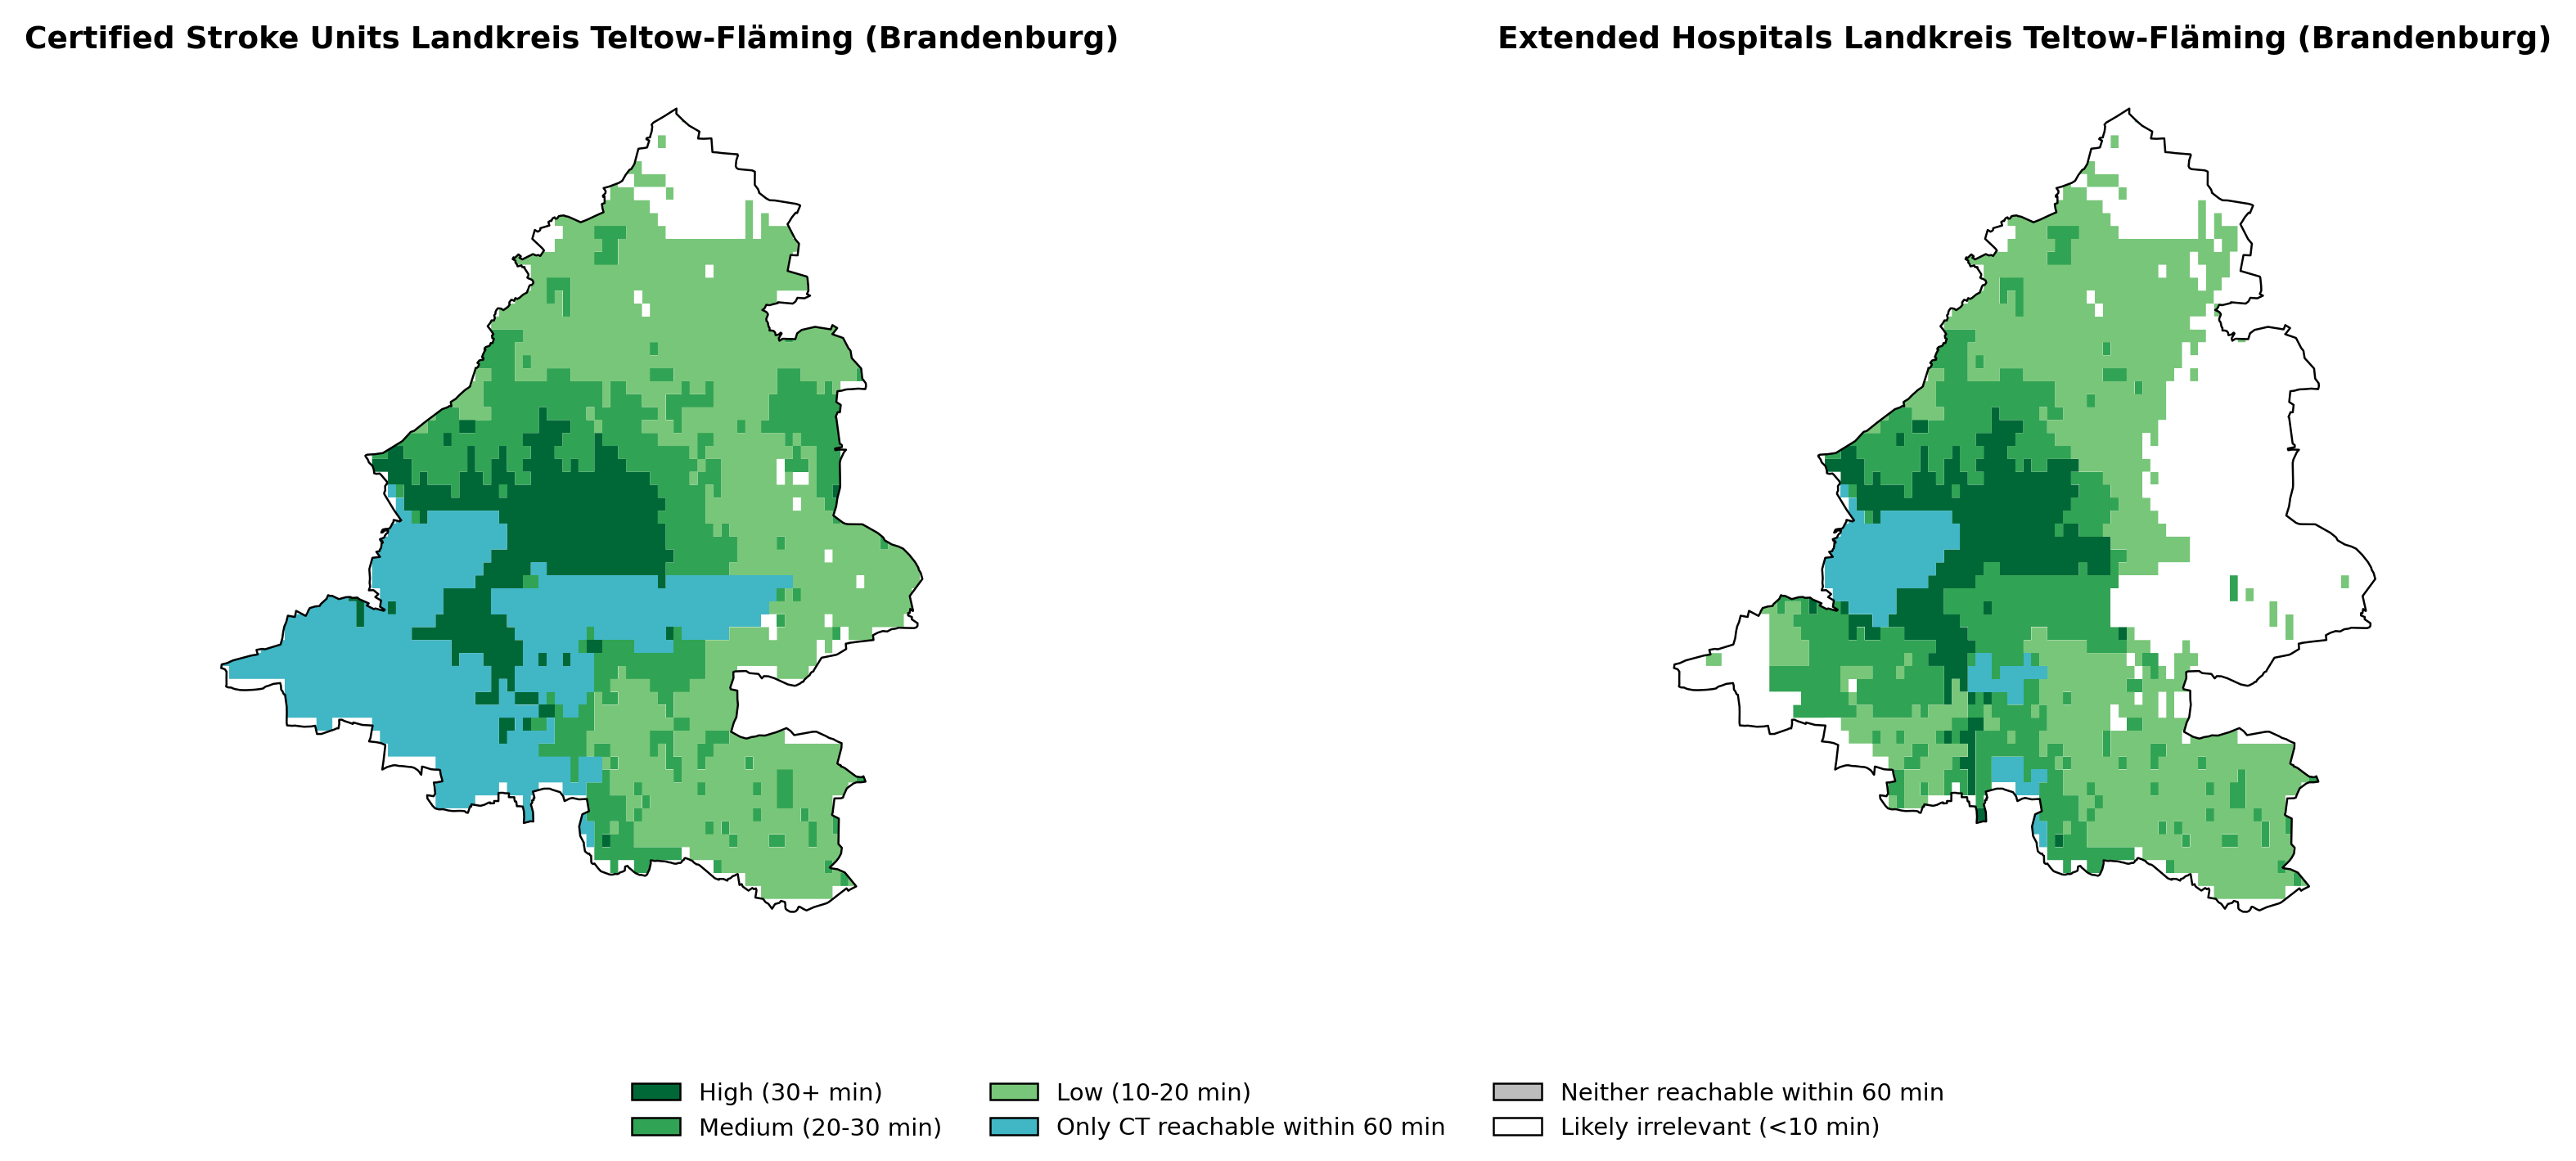 Certified Stroke Units Landkreis Teltow-Fläming (Brandenburg)
Extended Hospitals Landkreis Teltow-Fläming (Brandenburg)
High (30+ min)
Medium (20-30 min)
Low (10-20 min)
Only CT reachable within 60 min
Neither reachable within 60 min
Likely irrelevant (<10 min)